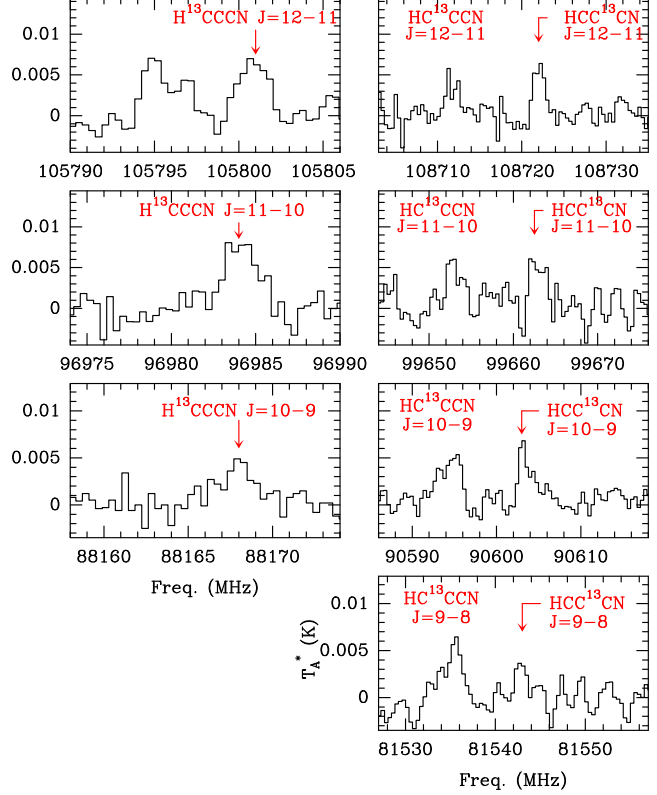 H¹³CCCN J=12−11
0.01
0.005
0
105790 105795 105800 105805
HC¹³CCN
J=12−11
HCC¹³CN
J=12−11
108710 108720 108730
H¹³CCCN J=11−10
0.01
0.005
0
96975 96980 96985 96990
HC¹³CCN
J=11−10
HCC¹³CN
J=11−10
99650 99660 99670
H¹³CCCN J=10−9
0.01
0.005
0
88160 88165 88170
Freq. (MHz)
HC¹³CCN
J=10−9
HCC¹³CN
J=10−9
90590 90600 90610
HC¹³CCN
J=9−8
HCC¹³CN
J=9−8
0.01
0.005
0
T_A* (K)
81530 81540 81550
Freq. (MHz)